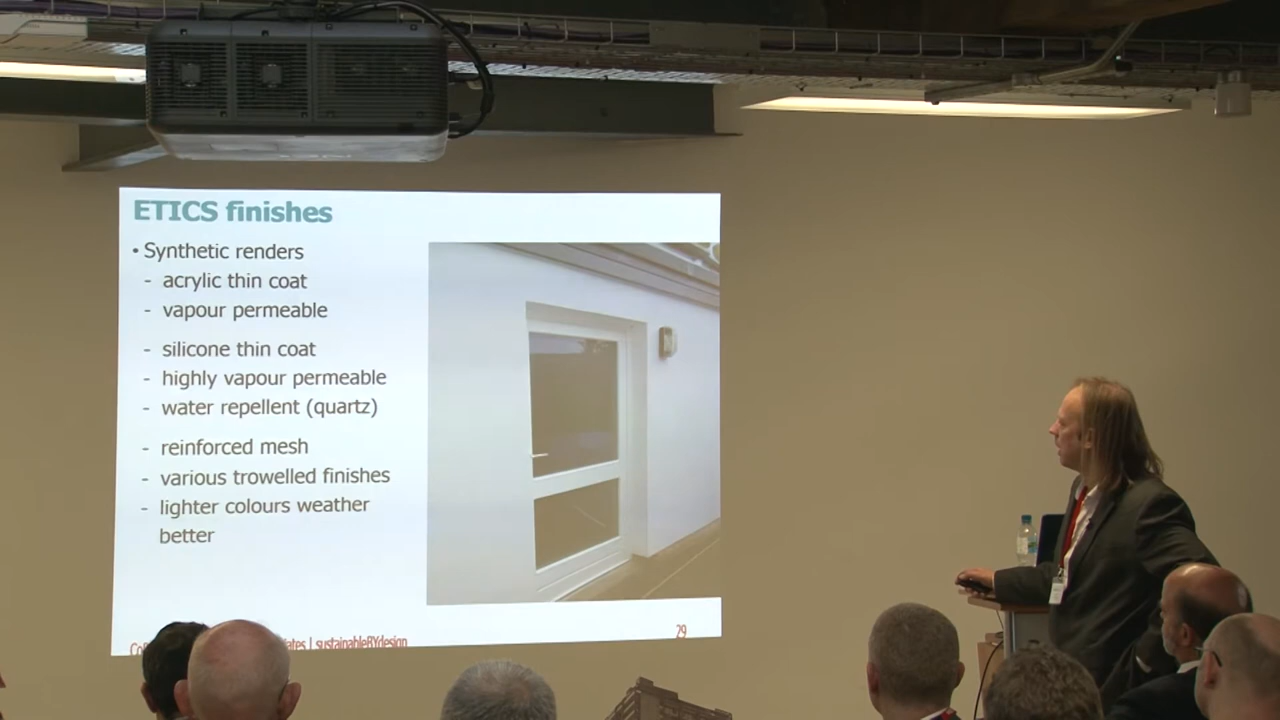 ETICS finishes
• Synthetic renders
- acrylic thin coat
- vapour permeable
- silicone thin coat
- highly vapour permeable
- water repellent (quartz)
- reinforced mesh
- various trowelled finishes
- lighter colours weather
better
| sustainableBYdesign
29